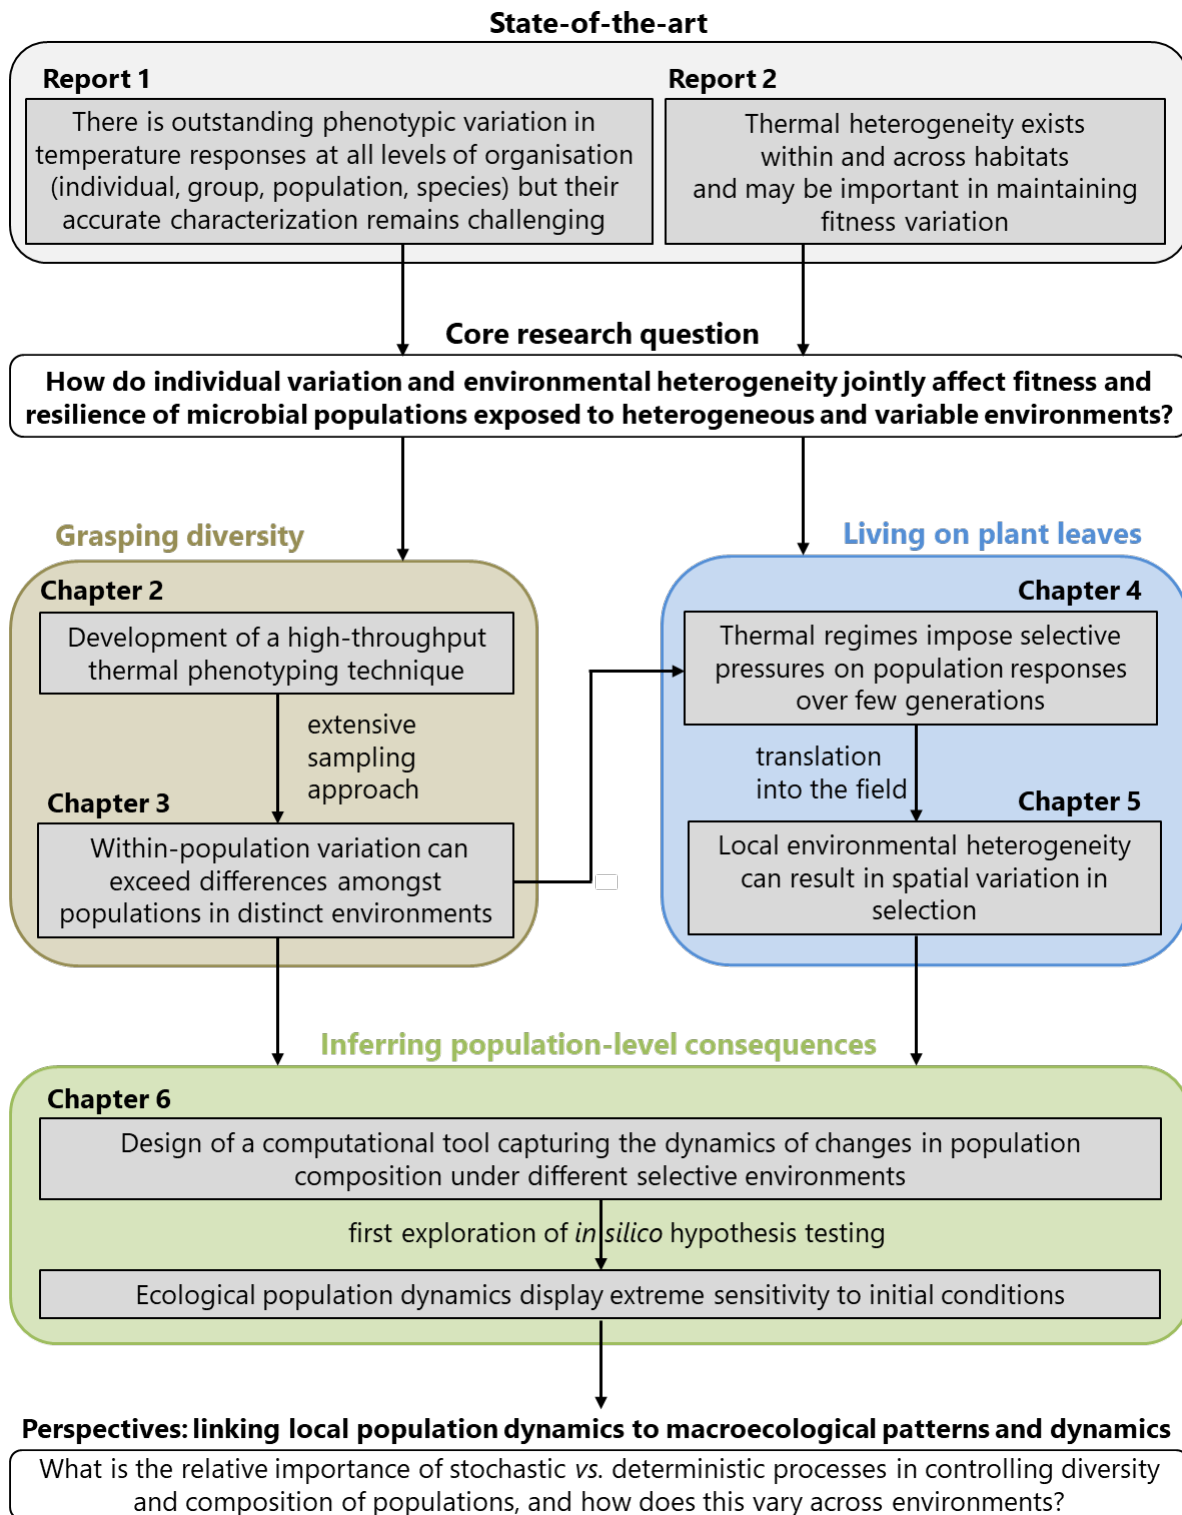 State-of-the-art
Report 1
There is outstanding phenotypic variation in
temperature responses at all levels of organisation
(individual, group, population, species) but their
accurate characterization remains challenging
Report 2
Thermal heterogeneity exists
within and across habitats
and may be important in maintaining
fitness variation
Core research question
How do individual variation and environmental heterogeneity jointly affect fitness and
resilience of microbial populations exposed to heterogeneous and variable environments?
Grasping diversity
Chapter 2
Development of a high-throughput
thermal phenotyping technique
extensive
sampling
approach
Chapter 3
Within-population variation can
exceed differences amongst
populations in distinct environments
Living on plant leaves
Chapter 4
Thermal regimes impose selective
pressures on population responses
over few generations
translation
into the field
Chapter 5
Local environmental heterogeneity
can result in spatial variation in
selection
Inferring population-level consequences
Chapter 6
Design of a computational tool capturing the dynamics of changes in population
composition under different selective environments
first exploration of in silico hypothesis testing
Ecological population dynamics display extreme sensitivity to initial conditions
Perspectives: linking local population dynamics to macroecological patterns and dynamics
What is the relative importance of stochastic vs. deterministic processes in controlling diversity
and composition of populations, and how does this vary across environments?